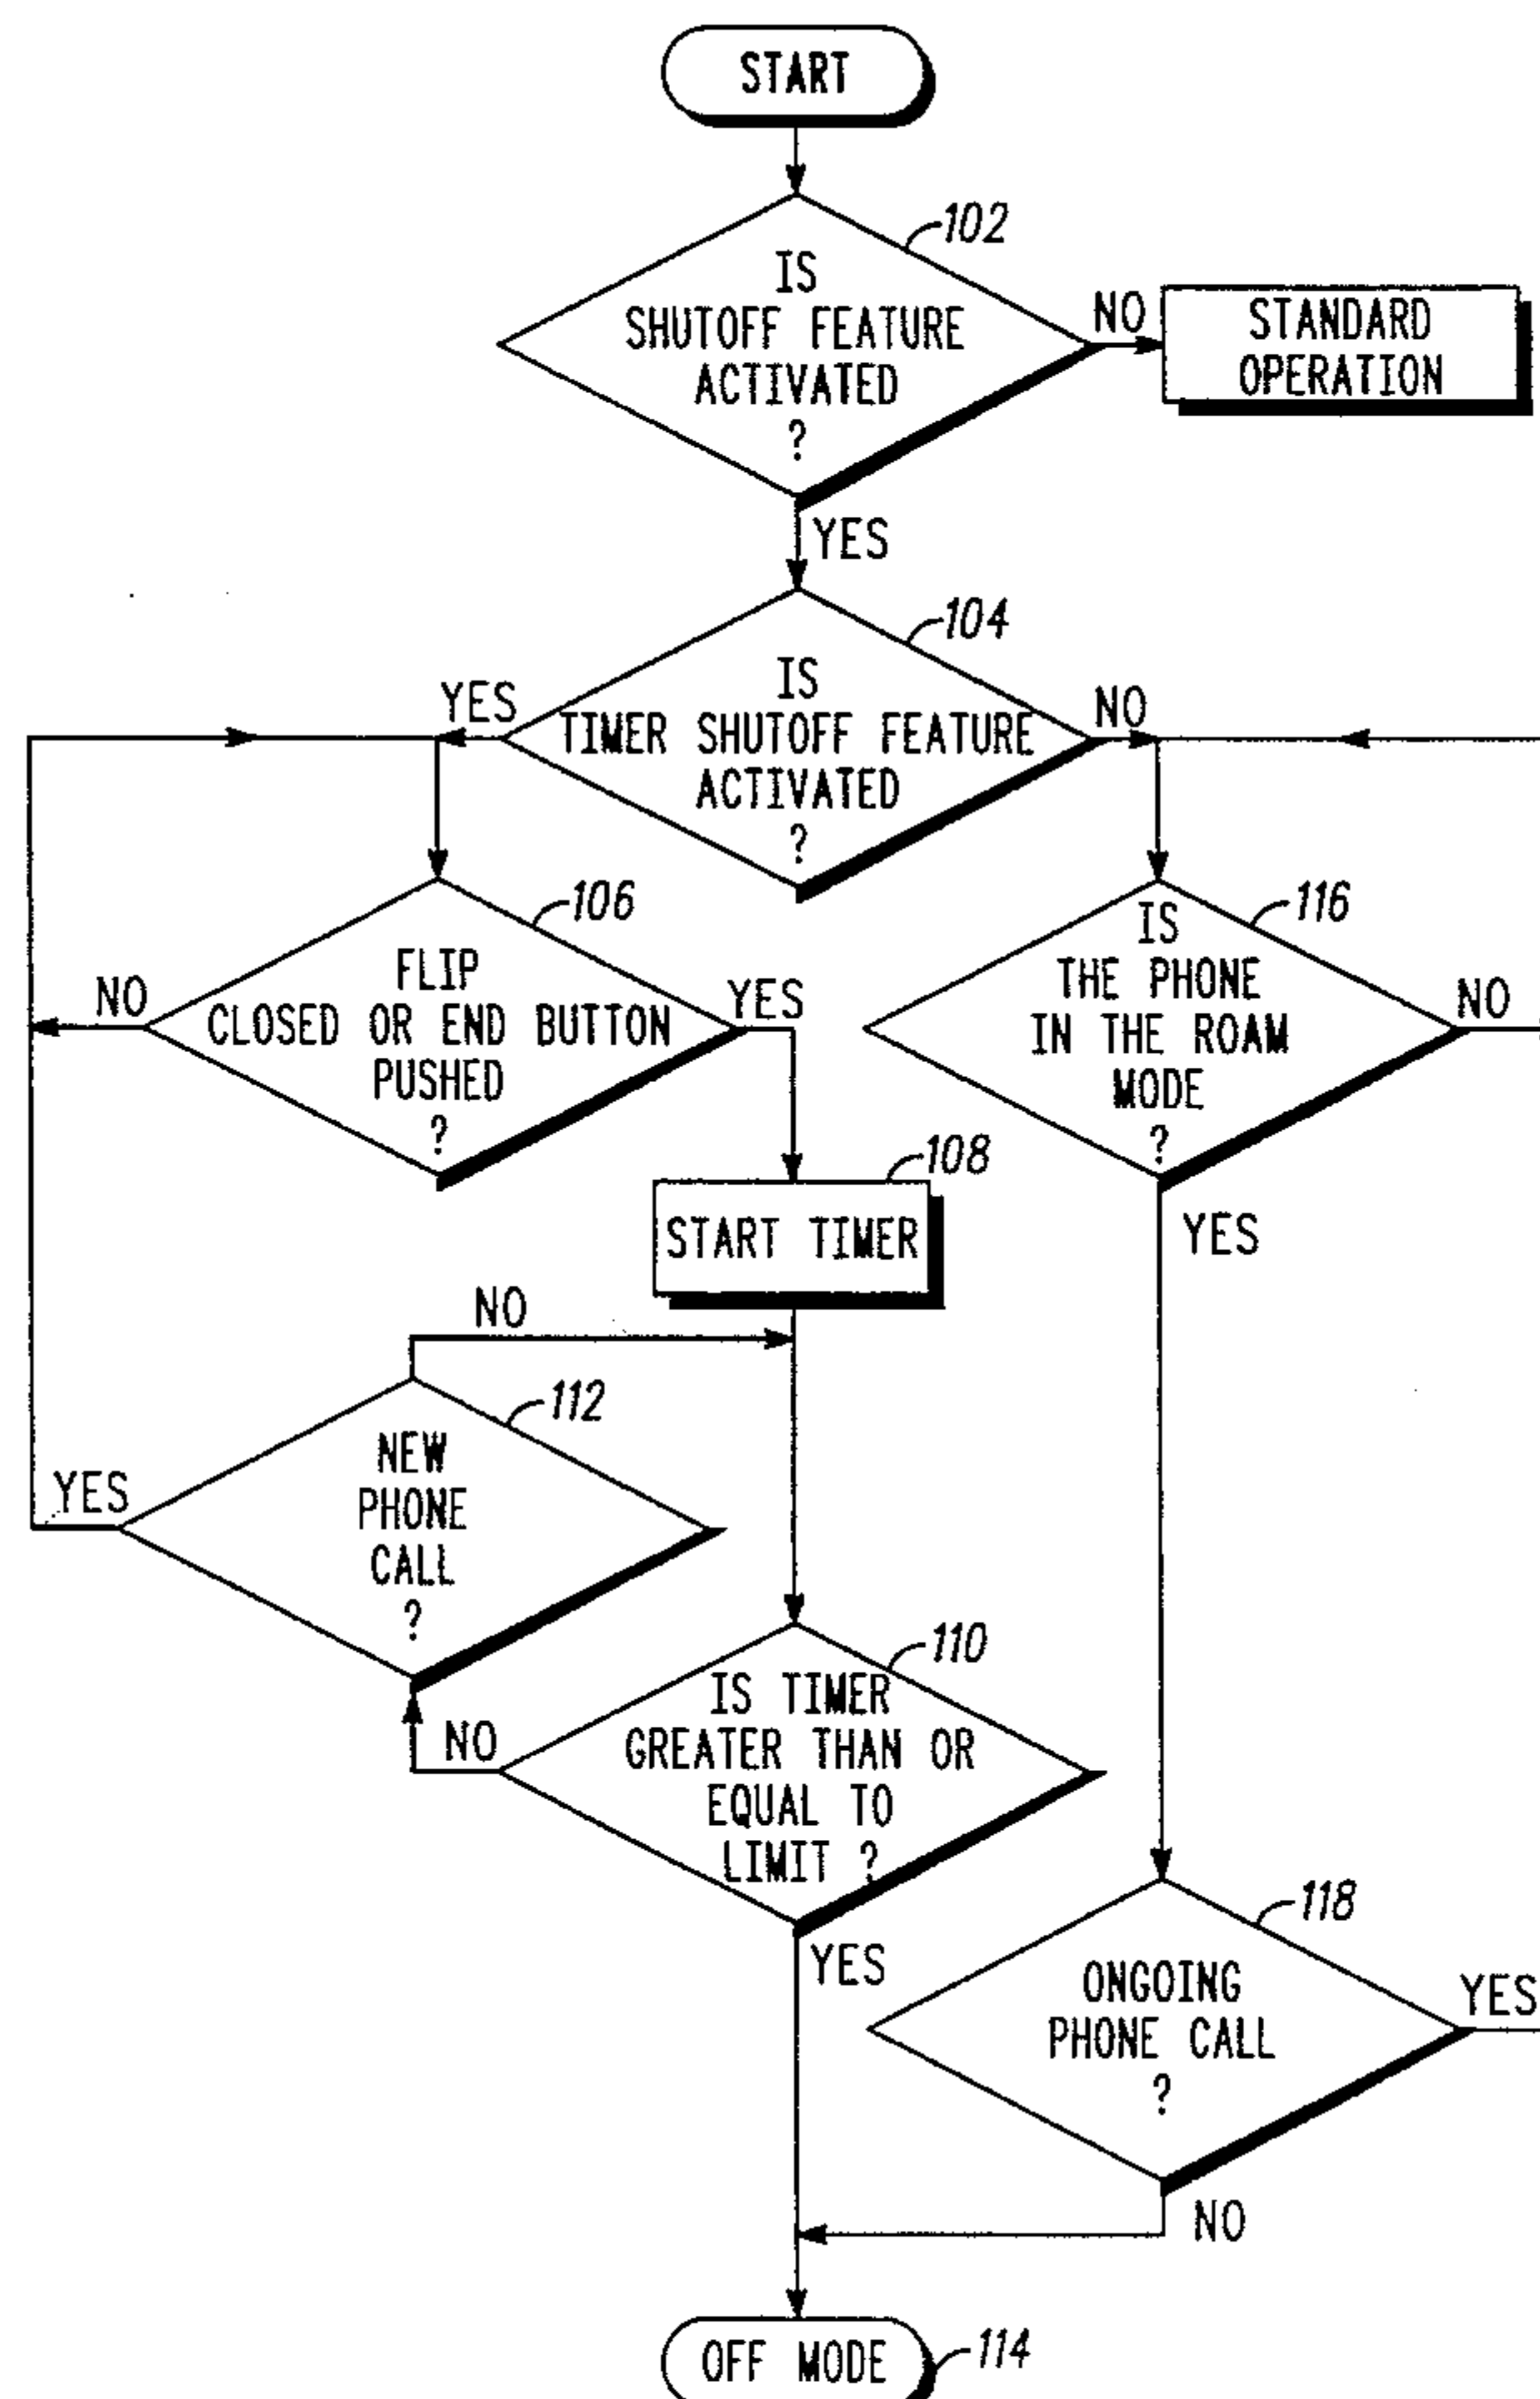 START
102
IS
SHUTOFF FEATURE
ACTIVATED
?
NO
STANDARD
OPERATION
YES
104
IS
TIMER SHUTOFF FEATURE
ACTIVATED
?
YES
NO
106
FLIP
CLOSED OR END BUTTON
PUSHED
?
NO
YES
116
IS
THE PHONE
IN THE ROAM
MODE
?
NO
YES
108
START TIMER
NO
112
NEW
PHONE
CALL
?
YES
110
IS TIMER
GREATER THAN OR
EQUAL TO
LIMIT ?
NO
YES
118
ONGOING
PHONE CALL
?
YES
NO
OFF MODE
114